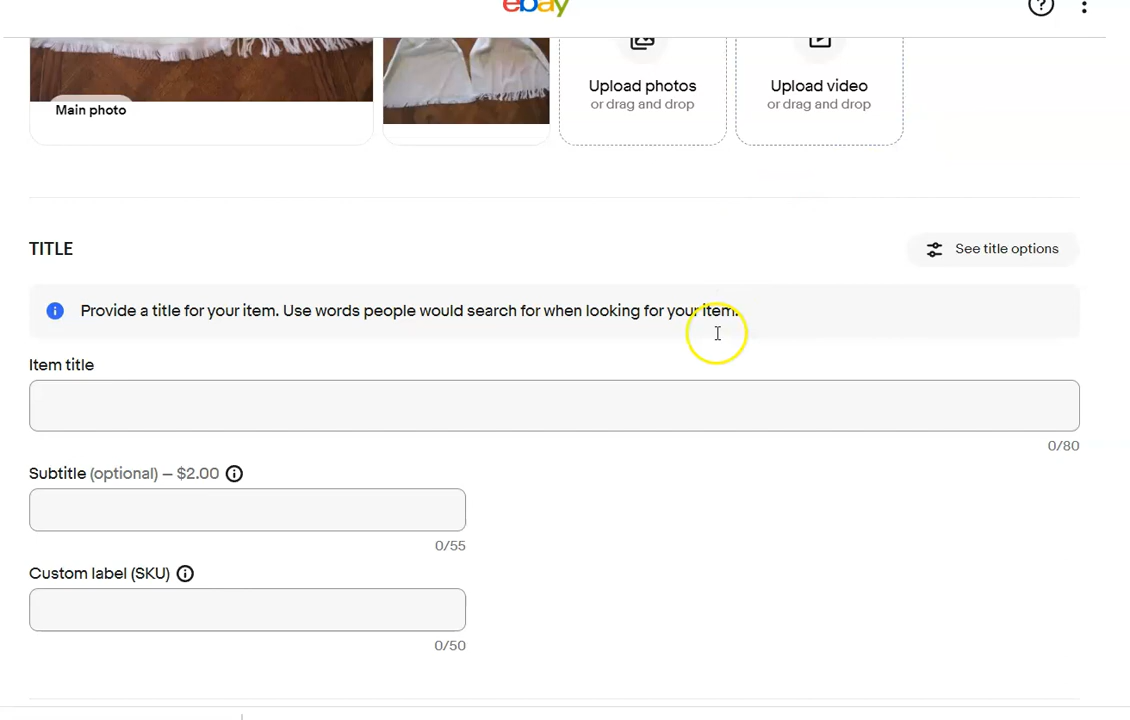 ebay
Upload photos
or drag and drop
Upload video
or drag and drop
Main photo
TITLE
See title options
Provide a title for your item. Use words people would search for when looking for your item.
Item title
0/80
Subtitle (optional) – $2.00
0/55
Custom label (SKU)
0/50